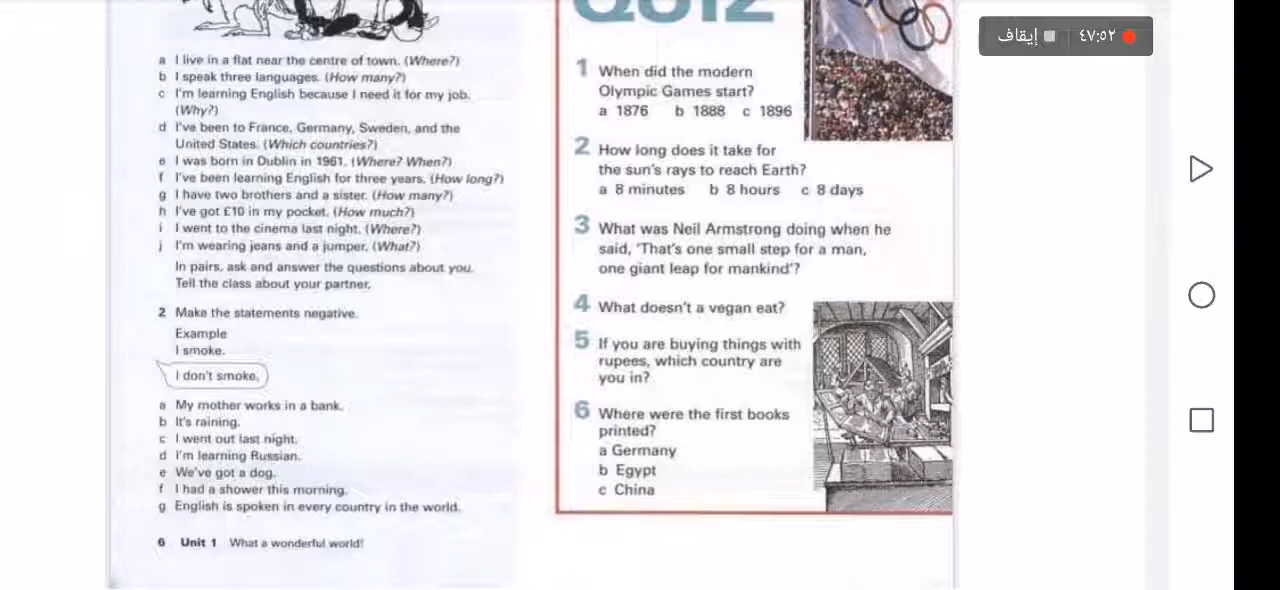 a I live in a flat near the centre of town. (Where?)
b I speak three languages. (How many?)
c I'm learning English because I need it for my job.
(Why?)
d I've been to France, Germany, Sweden, and the
United States. (Which countries?)
e I was born in Dublin in 1961. (Where? When?)
f I've been learning English for three years. (How long?)
g I have two brothers and a sister. (How many?)
h I've got £10 in my pocket. (How much?)
i I went to the cinema last night. (Where?)
j I'm wearing jeans and a jumper. (What?)
In pairs, ask and answer the questions about you.
Tell the class about your partner.
2 Make the statements negative.
Example
I smoke.
I don't smoke.
a My mother works in a bank.
b It's raining.
c I went out last night.
d I'm learning Russian.
e We've got a dog.
f I had a shower this morning.
g English is spoken in every country in the world.
6 Unit 1 What a wonderful world!
QUIZ
1 When did the modern
Olympic Games start?
a 1876 b 1888 c 1896
2 How long does it take for
the sun's rays to reach Earth?
a 8 minutes b 8 hours c 8 days
3 What was Neil Armstrong doing when he
said, 'That's one small step for a man,
one giant leap for mankind'?
4 What doesn't a vegan eat?
5 If you are buying things with
rupees, which country are
you in?
6 Where were the first books
printed?
a Germany
b Egypt
c China
إيقاف ٤٧:٥٢